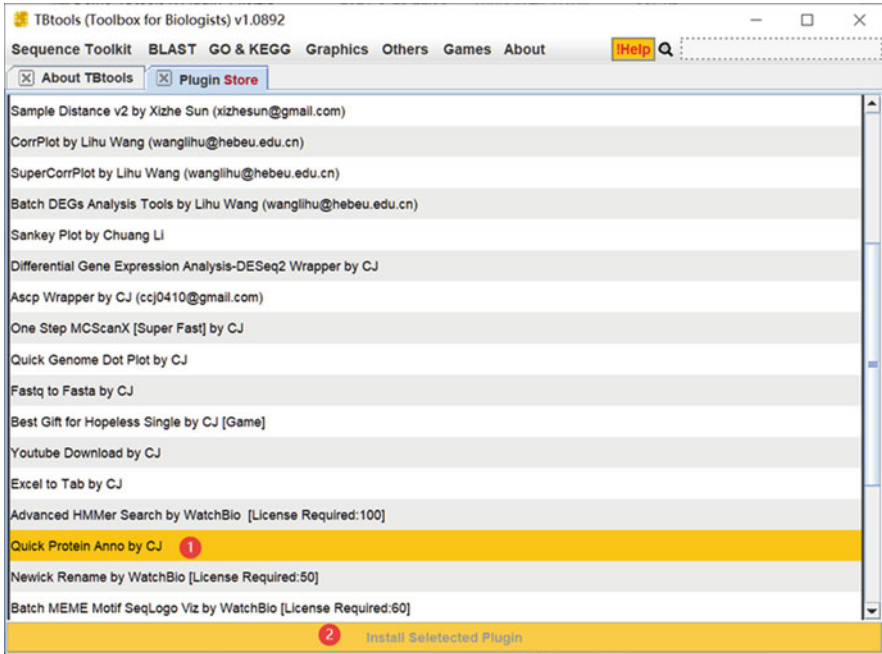 TBtools (Toolbox for Biologists) v1.0892
Sequence Toolkit BLAST GO & KEGG Graphics Others Games About !Help
About TBtools Plugin Store
Sample Distance v2 by Xizhe Sun (xizhesun@gmail.com)
CorrPlot by Lihu Wang (wanglihu@hebeu.edu.cn)
SuperCorrPlot by Lihu Wang (wanglihu@hebeu.edu.cn)
Batch DEGs Analysis Tools by Lihu Wang (wanglihu@hebeu.edu.cn)
Sankey Plot by Chuang Li
Differential Gene Expression Analysis-DESeq2 Wrapper by CJ
Ascp Wrapper by CJ (ccj0410@gmail.com)
One Step MCScanX [Super Fast] by CJ
Quick Genome Dot Plot by CJ
Fastq to Fasta by CJ
Best Gift for Hopeless Single by CJ [Game]
Youtube Download by CJ
Excel to Tab by CJ
Advanced HMMer Search by WatchBio [License Required:100]
Quick Protein Anno by CJ 1
Newick Rename by WatchBio [License Required:50]
Batch MEME Motif SeqLogo Viz by WatchBio [License Required:60]
2 Install Seletected Plugin